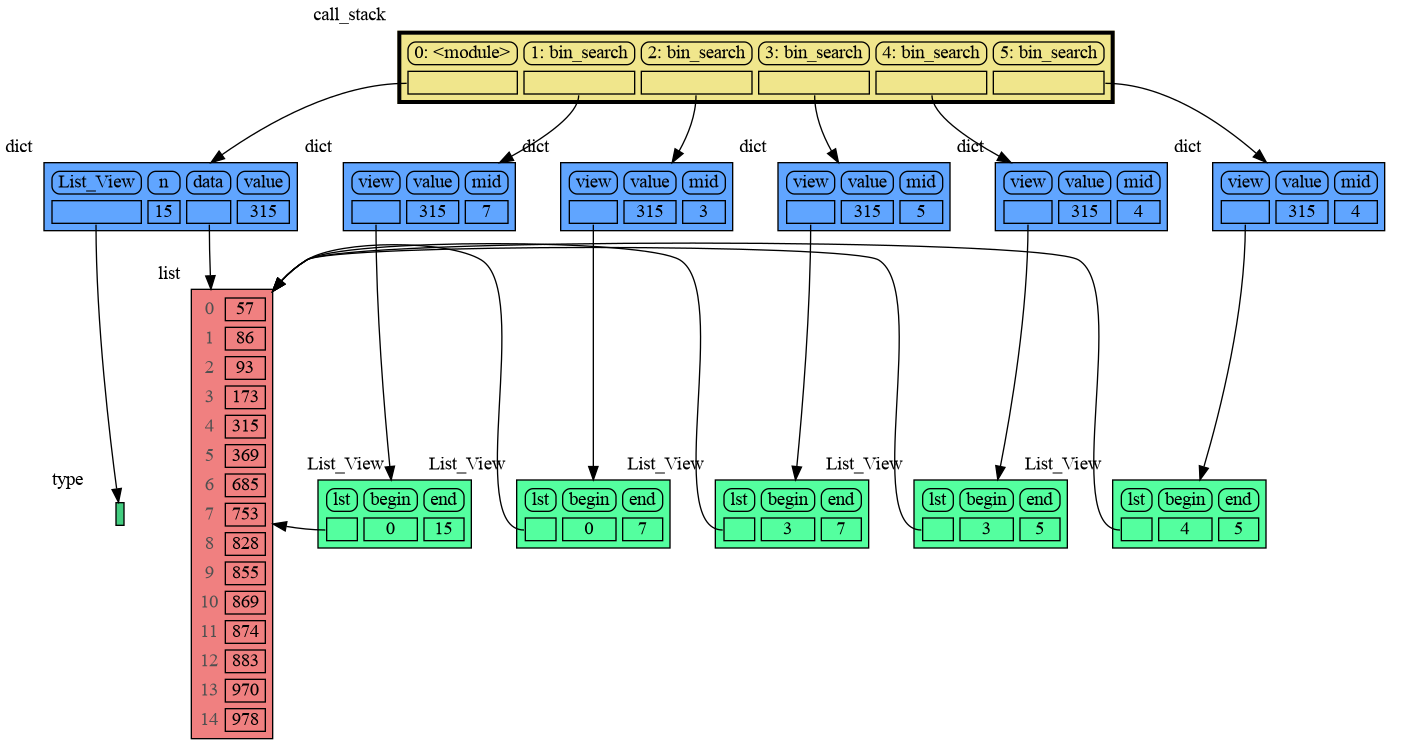 call_stack
0: <module> 1: bin_search 2: bin_search 3: bin_search 4: bin_search 5: bin_search
dict dict dict dict dict dict
List_View n data value view value mid view value mid view value mid view value mid view value mid
15 315 315 7 315 3 315 5 315 4 315 4
list
0 57
1 86
2 93
3 173
4 315
5 369
List_View List_View List_View List_View List_View
type
6 685
lst begin end lst begin end lst begin end lst begin end lst begin end
7 753
0 15 0 7 3 7 3 5 4 5
8 828
9 855
10 869
11 874
12 883
13 970
14 978